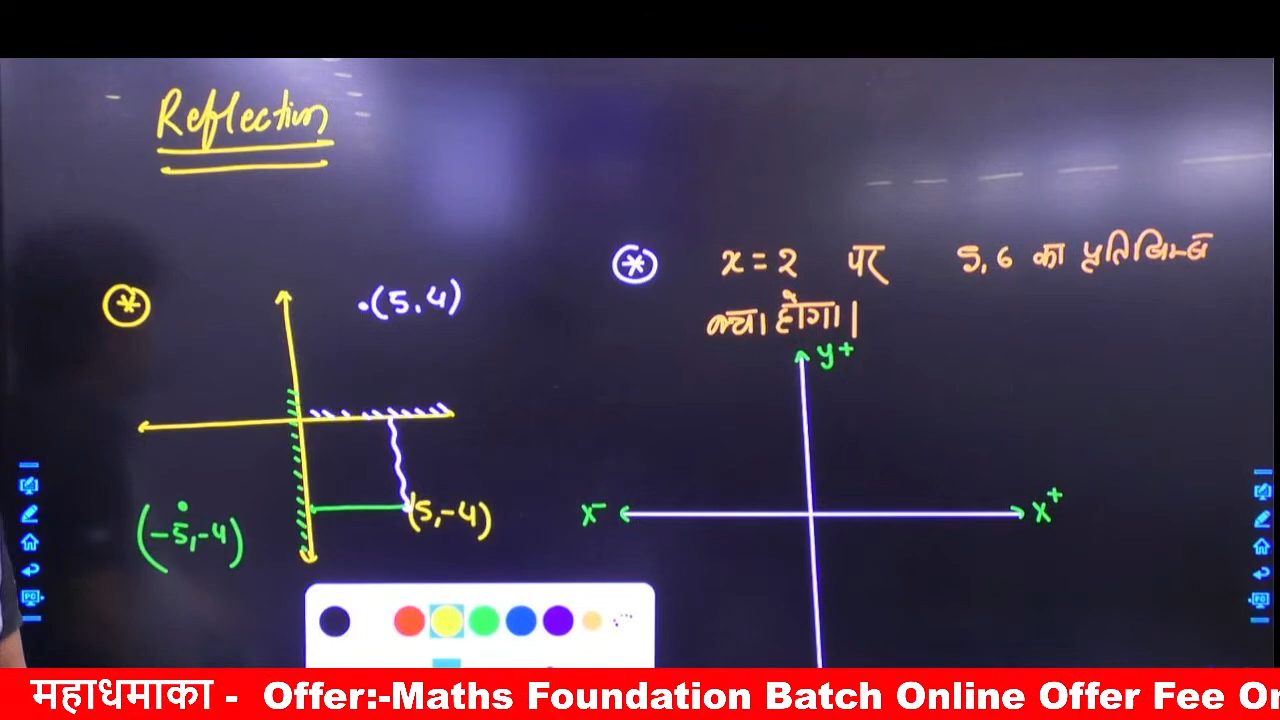 Reflection
* x = 2 पर 5, 6 का प्रतिबिम्ब
क्या होगा।
* (5, 4)
y+
(5, -4)
(-5, -4)
x- x+
महाधमाका - Offer:-Maths Foundation Batch Online Offer Fee On